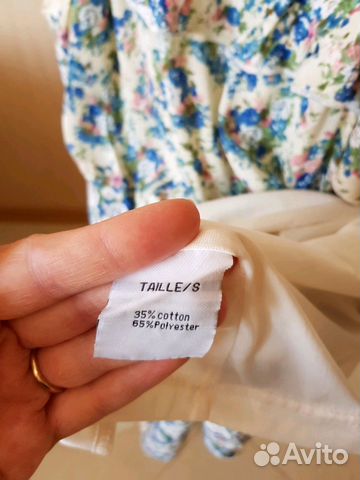 TAILLE/S
35% cotton
65% Polyester
Avito